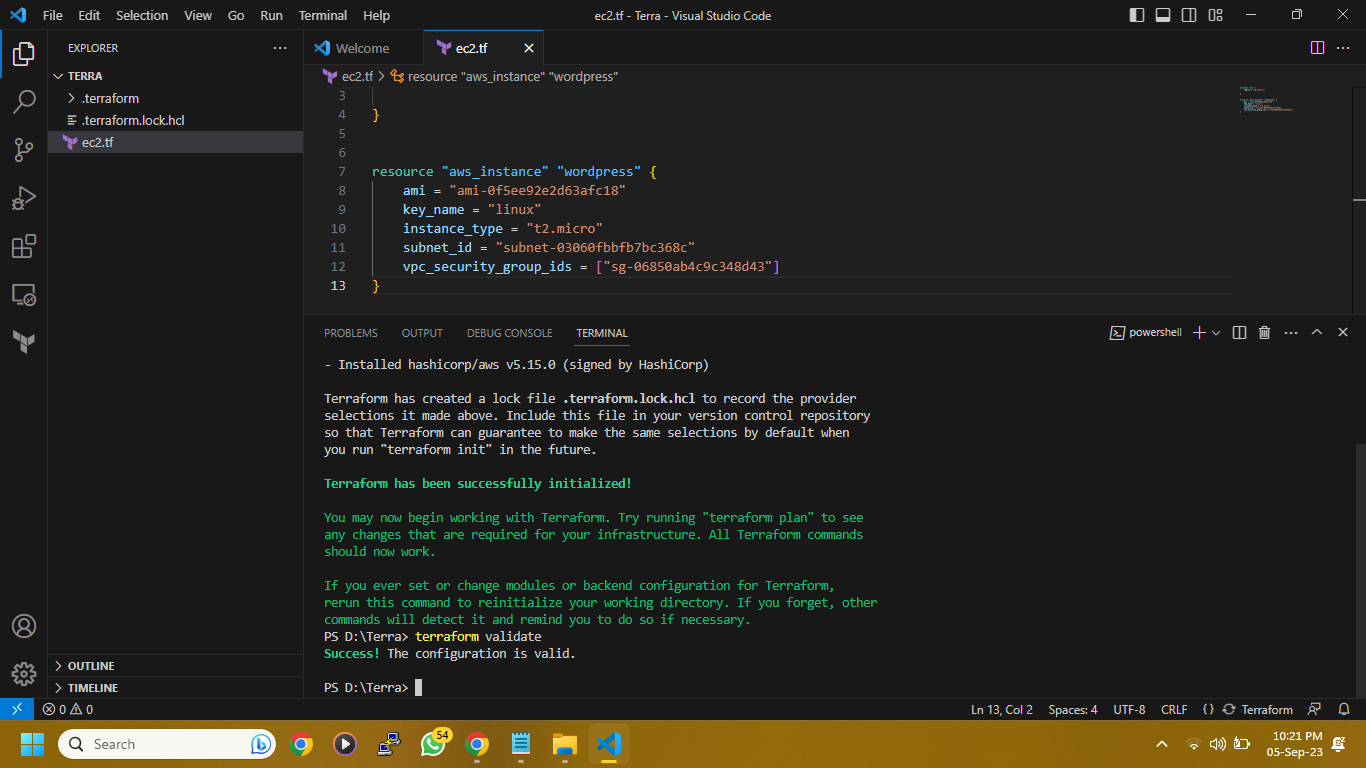 File Edit Selection View Go Run Terminal Help
ec2.tf - Terra - Visual Studio Code
EXPLORER
TERRA
.terraform
.terraform.lock.hcl
ec2.tf
OUTLINE
TIMELINE
Welcome
ec2.tf
ec2.tf > resource "aws_instance" "wordpress"
3
4 }
5
6
7 resource "aws_instance" "wordpress" {
8 ami = "ami-0f5ee92e2d63afc18"
9 key_name = "linux"
10 instance_type = "t2.micro"
11 subnet_id = "subnet-03060fbbfb7bc368c"
12 vpc_security_group_ids = ["sg-06850ab4c9c348d43"]
13 }
PROBLEMS OUTPUT DEBUG CONSOLE TERMINAL
powershell
- Installed hashicorp/aws v5.15.0 (signed by HashiCorp)
Terraform has created a lock file .terraform.lock.hcl to record the provider
selections it made above. Include this file in your version control repository
so that Terraform can guarantee to make the same selections by default when
you run "terraform init" in the future.
Terraform has been successfully initialized!
You may now begin working with Terraform. Try running "terraform plan" to see
any changes that are required for your infrastructure. All Terraform commands
should now work.
If you ever set or change modules or backend configuration for Terraform,
rerun this command to reinitialize your working directory. If you forget, other
commands will detect it and remind you to do so if necessary.
PS D:\Terra> terraform validate
Success! The configuration is valid.
PS D:\Terra>
0 0
Ln 13, Col 2 Spaces: 4 UTF-8 CRLF {} Terraform
Search
54
10:21 PM
05-Sep-23